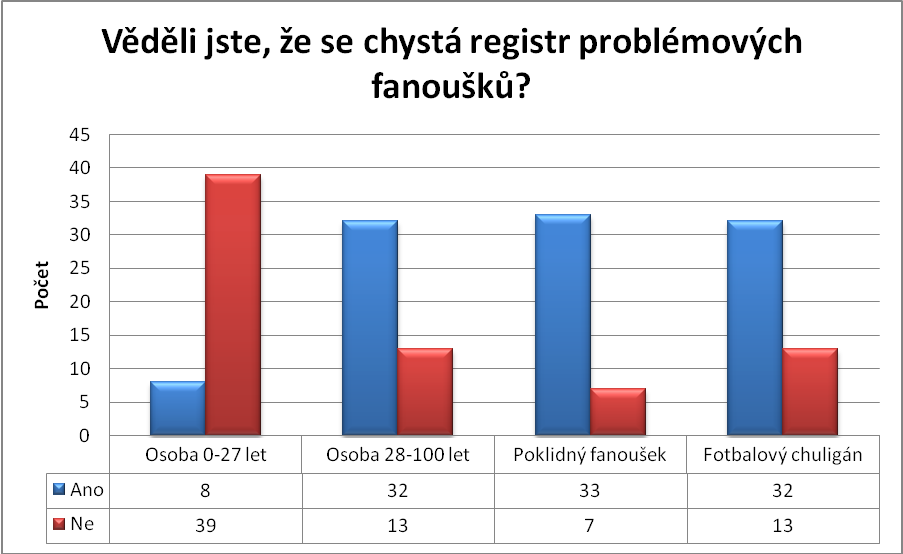 Věděli jste, že se chystá registr problémových
fanoušků?
45
40
35
30
25
20
15
10
5
0
Počet
Osoba 0-27 let Osoba 28-100 let Poklidný fanoušek Fotbalový chuligán
Ano 8 32 33 32
Ne 39 13 7 13